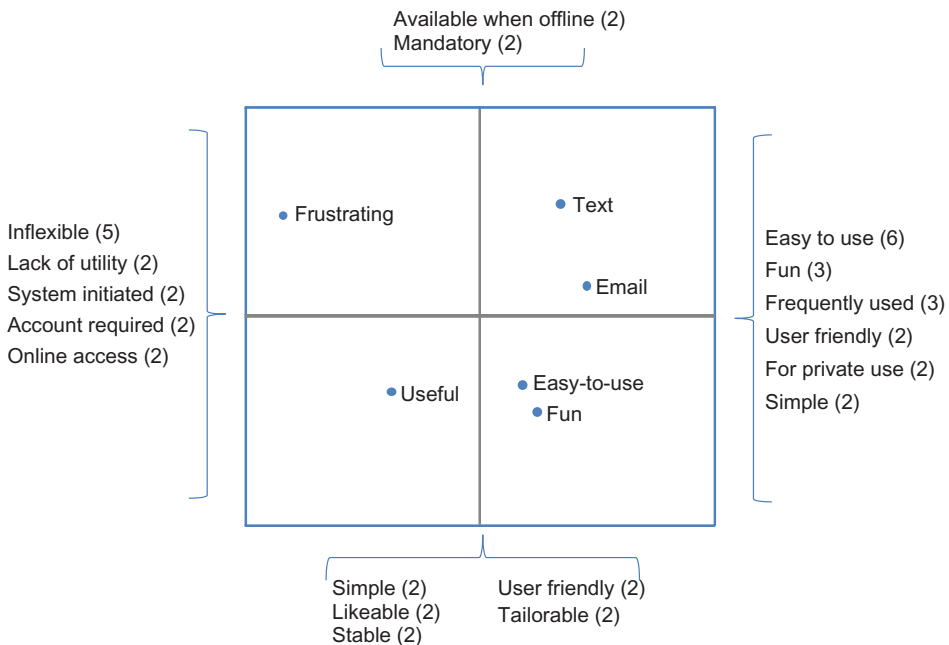 Available when offline (2)
Mandatory (2)
Inflexible (5)
Lack of utility (2)
System initiated (2)
Account required (2)
Online access (2)
Frustrating
Text
Email
Useful
Easy-to-use
Fun
Easy to use (6)
Fun (3)
Frequently used (3)
User friendly (2)
For private use (2)
Simple (2)
Simple (2)
Likeable (2)
Stable (2)
User friendly (2)
Tailorable (2)